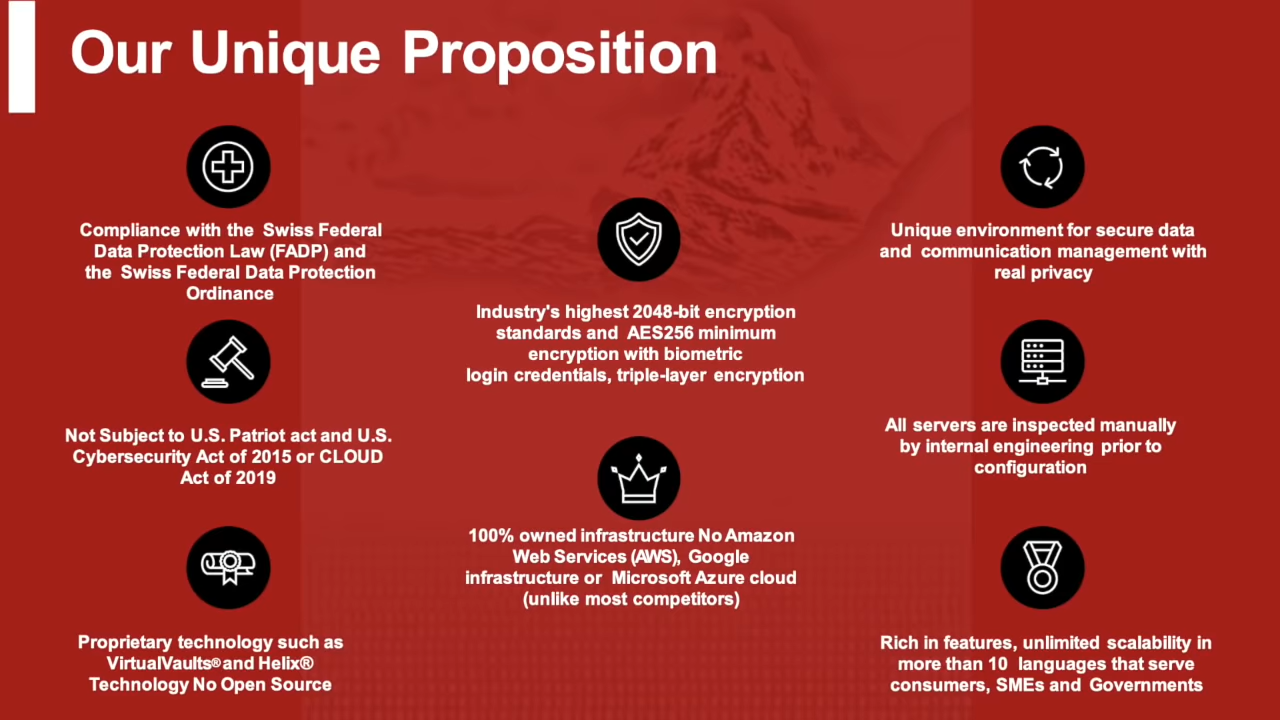 Our Unique Proposition
Compliance with the Swiss Federal
Data Protection Law (FADP) and
the Swiss Federal Data Protection
Ordinance
Not Subject to U.S. Patriot act and U.S.
Cybersecurity Act of 2015 or CLOUD
Act of 2019
Proprietary technology such as
VirtualVaults® and Helix®
Technology No Open Source
Industry's highest 2048-bit encryption
standards and AES256 minimum
encryption with biometric
login credentials, triple-layer encryption
100% owned infrastructure No Amazon
Web Services (AWS), Google
infrastructure or Microsoft Azure cloud
(unlike most competitors)
Unique environment for secure data
and communication management with
real privacy
All servers are inspected manually
by internal engineering prior to
configuration
Rich in features, unlimited scalability in
more than 10 languages that serve
consumers, SMEs and Governments